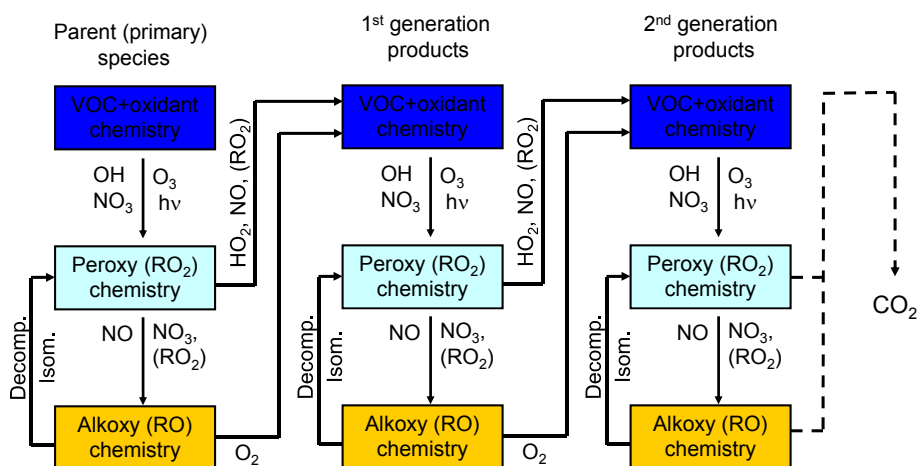 Parent (primary)
species
VOC+oxidant
chemistry
OH
NO₃
O₃
hν
Peroxy (RO₂)
chemistry
NO
NO₃,
(RO₂)
Alkoxy (RO)
chemistry
Decomp.
Isom.
HO₂, NO, (RO₂)
O₂
1st generation
products
VOC+oxidant
chemistry
OH
NO₃
O₃
hν
Peroxy (RO₂)
chemistry
NO
NO₃,
(RO₂)
Alkoxy (RO)
chemistry
Decomp.
Isom.
HO₂, NO, (RO₂)
O₂
2nd generation
products
VOC+oxidant
chemistry
OH
NO₃
O₃
hν
Peroxy (RO₂)
chemistry
NO
NO₃,
(RO₂)
Alkoxy (RO)
chemistry
Decomp.
Isom.
CO₂